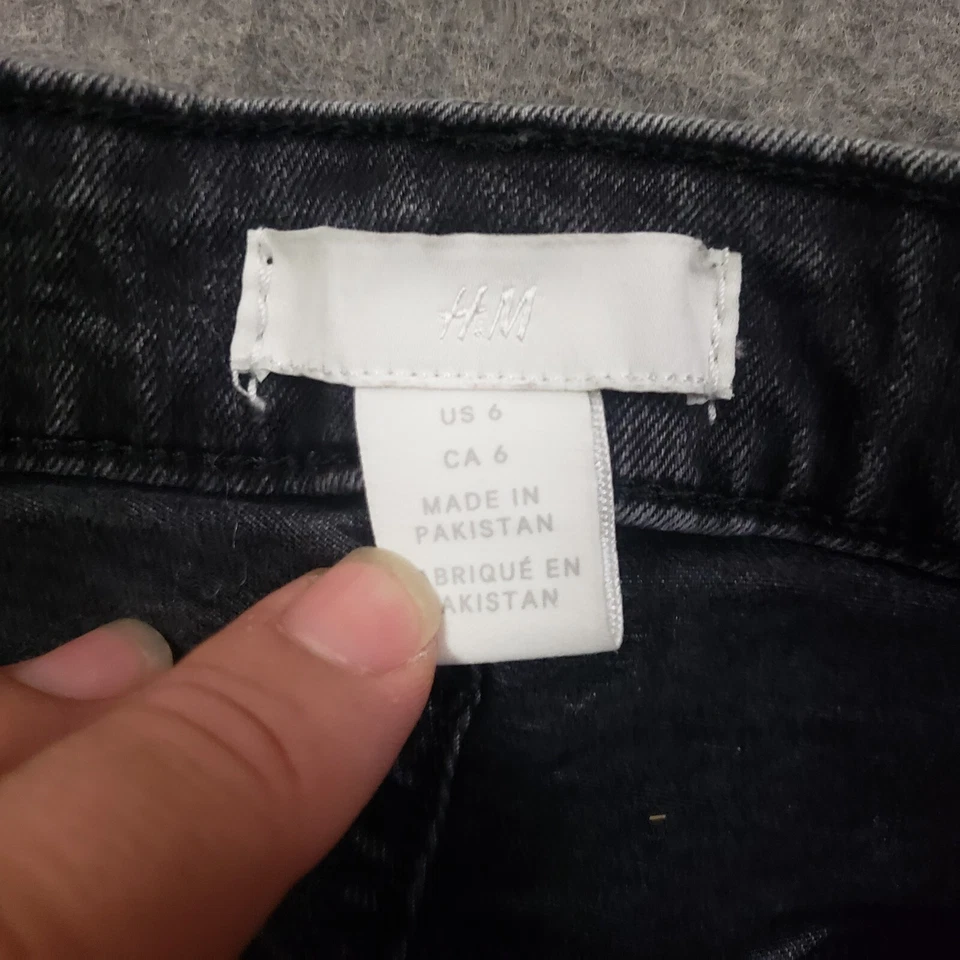 H&M
US 6
CA 6
MADE IN
PAKISTAN
ABRIQUÉ EN
AKISTAN